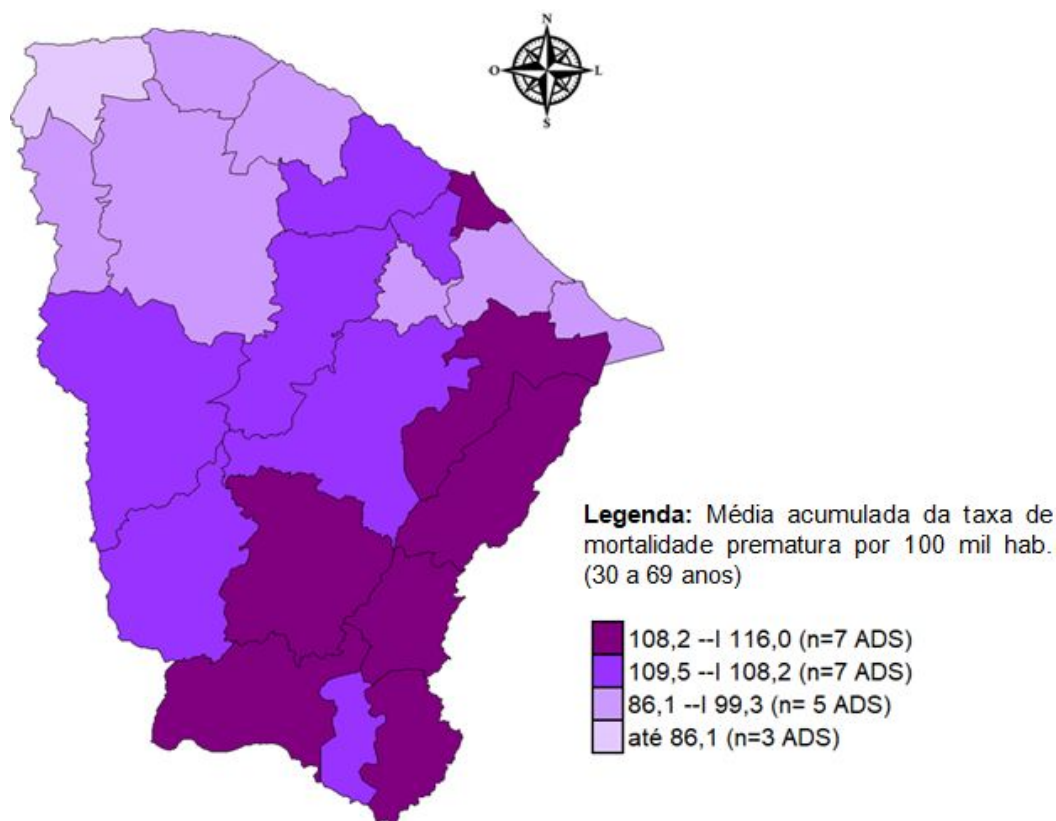 N
O
L
S
Legenda: Média acumulada da taxa de
mortalidade prematura por 100 mil hab.
(30 a 69 anos)
108,2 --I 116,0 (n=7 ADS)
109,5 --I 108,2 (n=7 ADS)
86,1 --I 99,3 (n= 5 ADS)
até 86,1 (n=3 ADS)